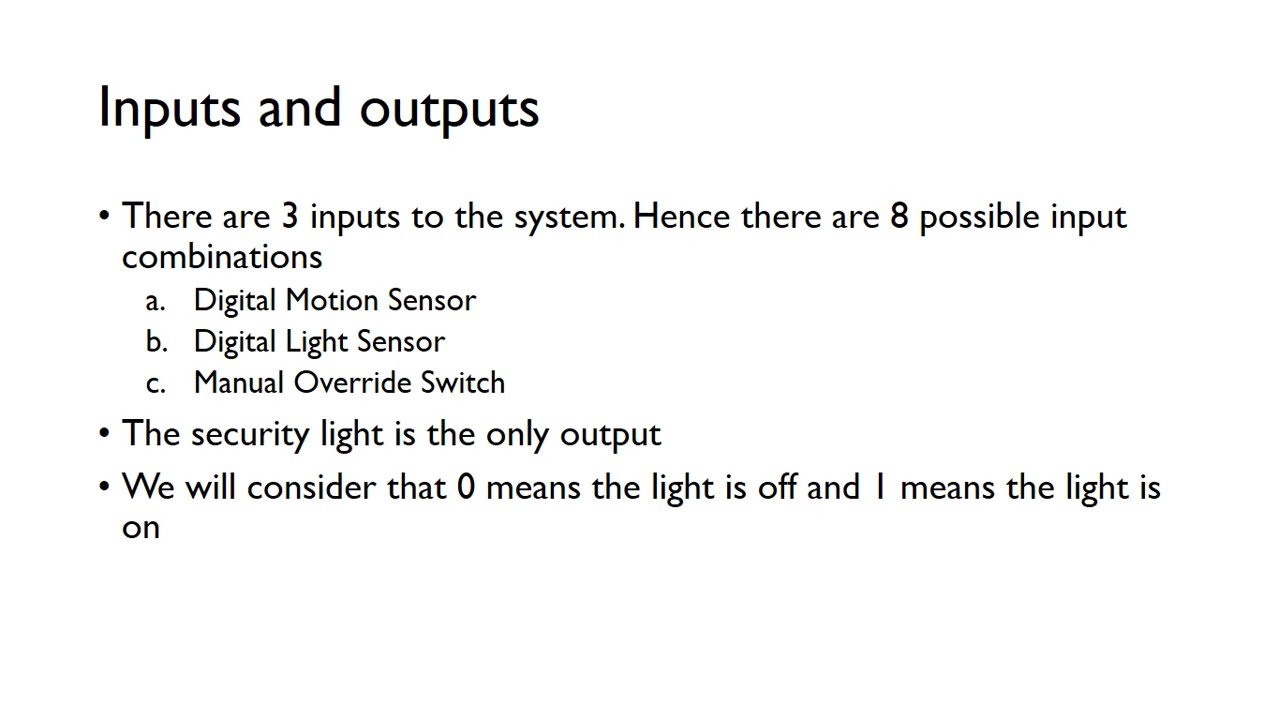 Inputs and outputs
• There are 3 inputs to the system. Hence there are 8 possible input
combinations
a. Digital Motion Sensor
b. Digital Light Sensor
c. Manual Override Switch
• The security light is the only output
• We will consider that 0 means the light is off and 1 means the light is
on